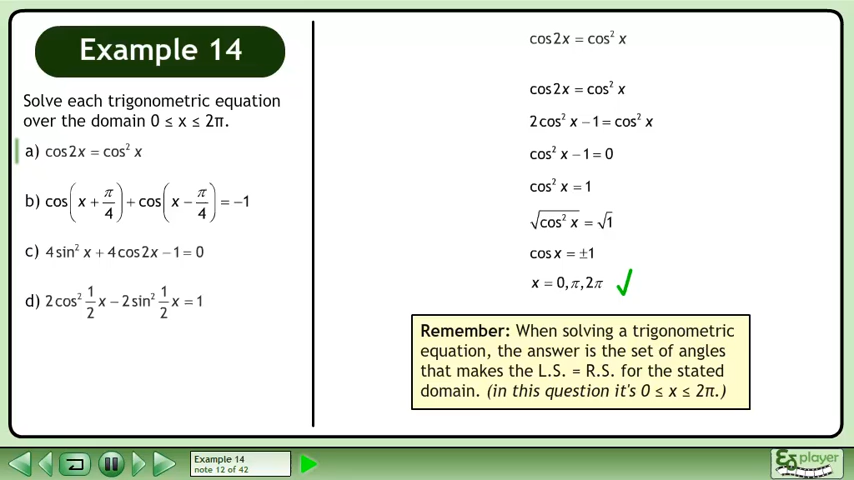 Example 14
Solve each trigonometric equation
over the domain 0 ≤ x ≤ 2π.
a) cos2x = cos² x
b) cos(x + π/4) + cos(x − π/4) = −1
c) 4sin² x + 4cos2x − 1 = 0
d) 2cos² 1/2 x − 2sin² 1/2 x = 1
cos2x = cos² x
cos2x = cos² x
2cos² x − 1 = cos² x
cos² x − 1 = 0
cos² x = 1
√cos² x = √1
cosx = ±1
x = 0, π, 2π
Remember: When solving a trigonometric
equation, the answer is the set of angles
that makes the L.S. = R.S. for the stated
domain. (in this question it's 0 ≤ x ≤ 2π.)
Example 14
note 12 of 42
player